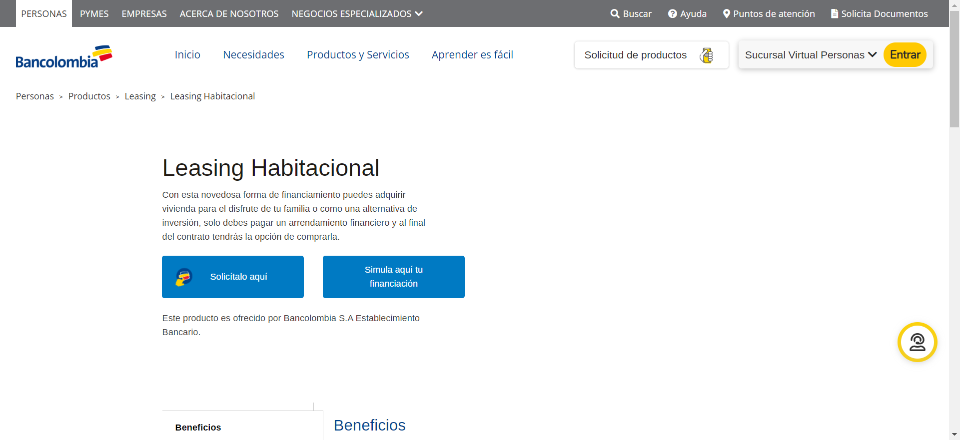 PERSONAS PYMES EMPRESAS ACERCA DE NOSOTROS NEGOCIOS ESPECIALIZADOS Buscar Ayuda Puntos de atención Solicita Documentos
Bancolombia Inicio Necesidades Productos y Servicios Aprender es fácil Solicitud de productos Sucursal Virtual Personas Entrar
Personas > Productos > Leasing > Leasing Habitacional
Leasing Habitacional
Con esta novedosa forma de financiamiento puedes adquirir
vivienda para el disfrute de tu familia o como una alternativa de
inversión, solo debes pagar un arrendamiento financiero y al final
del contrato tendrás la opción de comprarla.
Solicítalo aquí
Simula aquí tu
financiación
Este producto es ofrecido por Bancolombia S.A Establecimiento
Bancario.
Beneficios
Beneficios